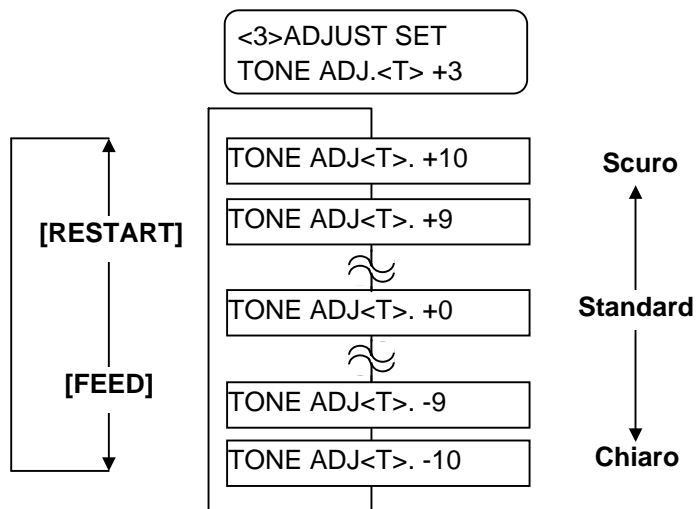 <3>ADJUST SET
TONE ADJ.<T> +3
TONE ADJ<T>. +10
Scuro
[RESTART]
TONE ADJ<T>. +9
TONE ADJ<T>. +0
Standard
[FEED]
TONE ADJ<T>. -9
TONE ADJ<T>. -10
Chiaro